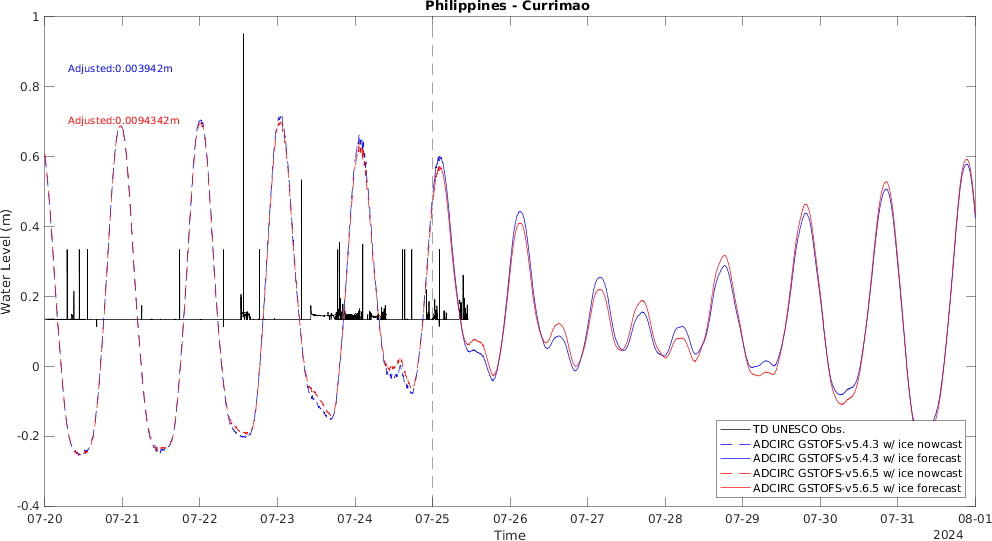 Philippines - Currimao
1
Adjusted:0.003942m
0.8
Adjusted:0.0094342m
0.6
0.4
0.2
0
-0.2
-0.4
Water Level (m)
TD UNESCO Obs.
ADCIRC GSTOFS-v5.4.3 w/ ice nowcast
ADCIRC GSTOFS-v5.4.3 w/ ice forecast
ADCIRC GSTOFS-v5.6.5 w/ ice nowcast
ADCIRC GSTOFS-v5.6.5 w/ ice forecast
07-20 07-21 07-22 07-23 07-24 07-25 07-26 07-27 07-28 07-29 07-30 07-31 08-01
Time
2024